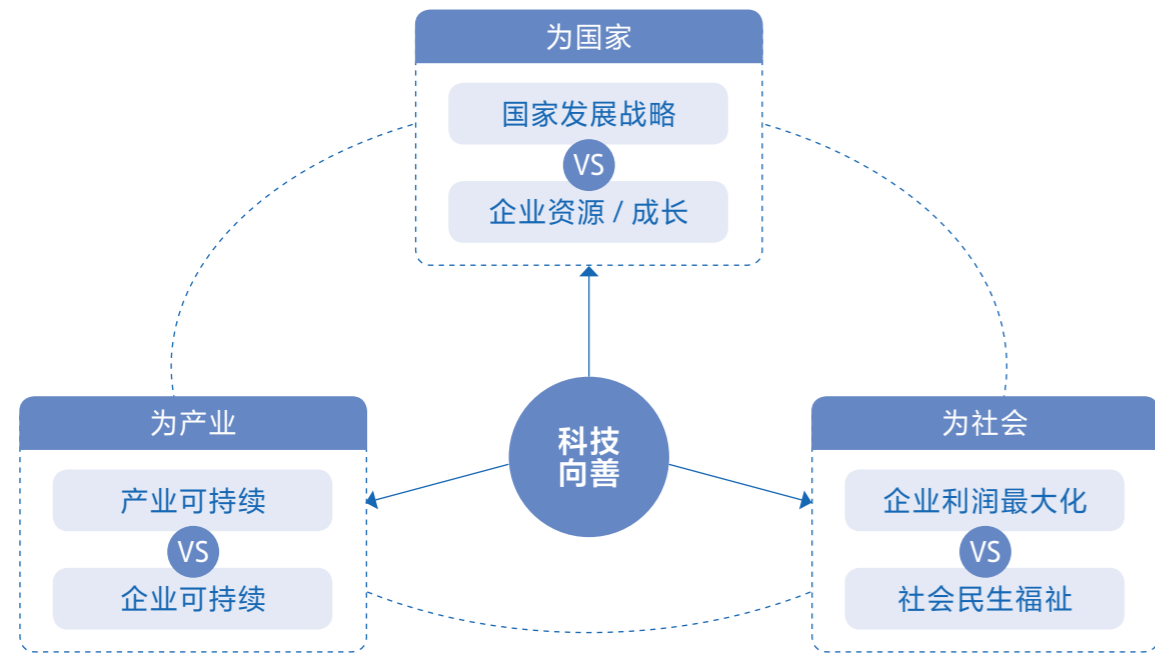 为国家
国家发展战略
VS
企业资源 / 成长
科技
向善
为产业
产业可持续
VS
企业可持续
为社会
企业利润最大化
VS
社会民生福祉